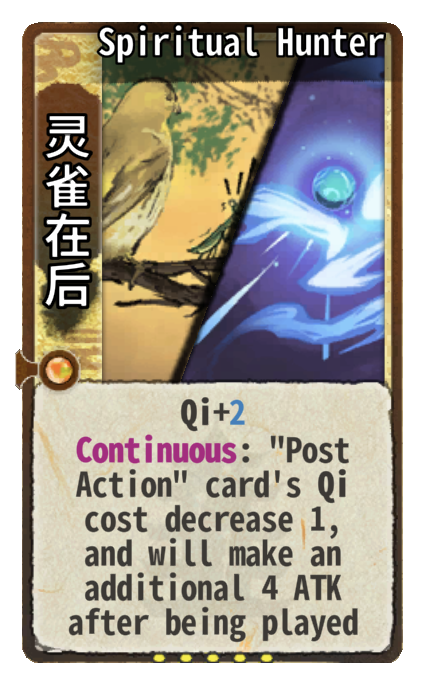 Spiritual Hunter
灵雀在后
Qi+2
Continuous: "Post
Action" card's Qi
cost decrease 1,
and will make an
additional 4 ATK
after being played